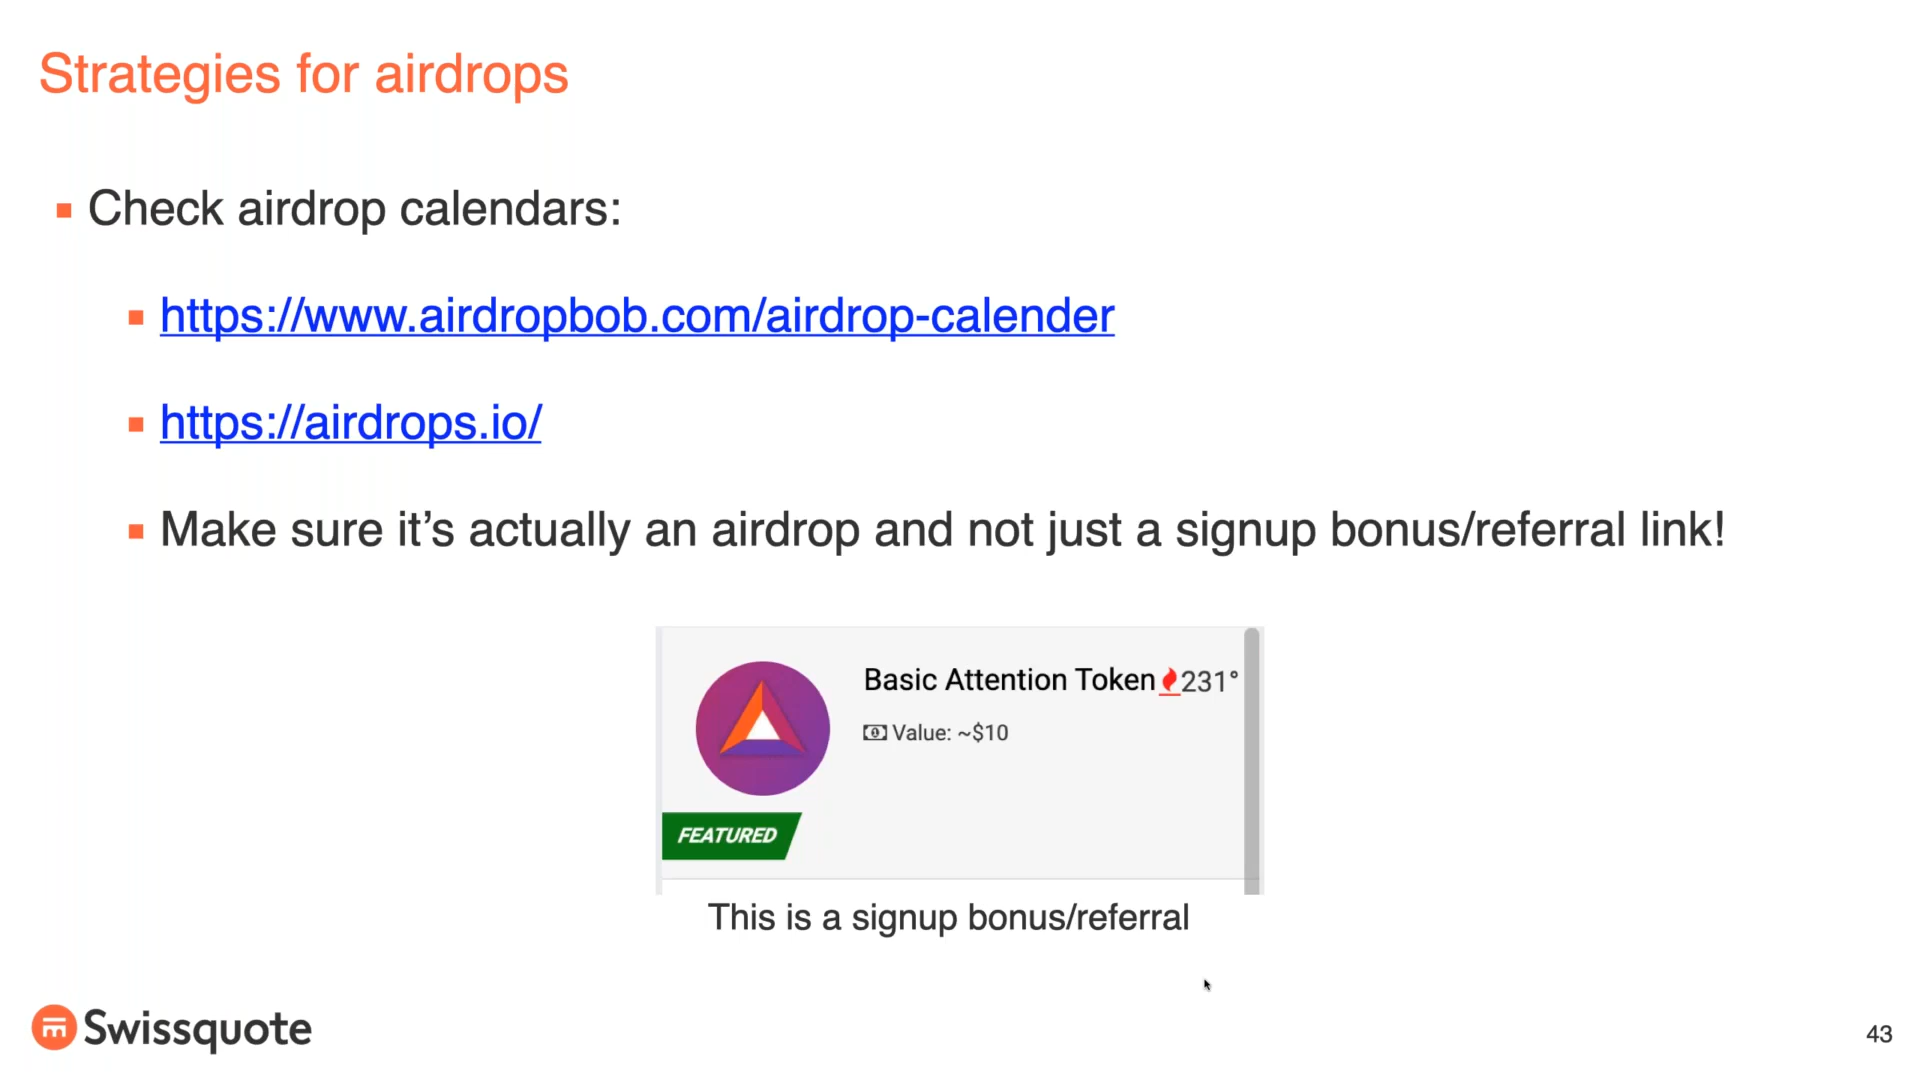 Strategies for airdrops
Check airdrop calendars:
https://www.airdropbob.com/airdrop-calender
https://airdrops.io/
Make sure it’s actually an airdrop and not just a signup bonus/referral link!
Basic Attention Token 231°
Value: ~$10
FEATURED
This is a signup bonus/referral
Swissquote
43